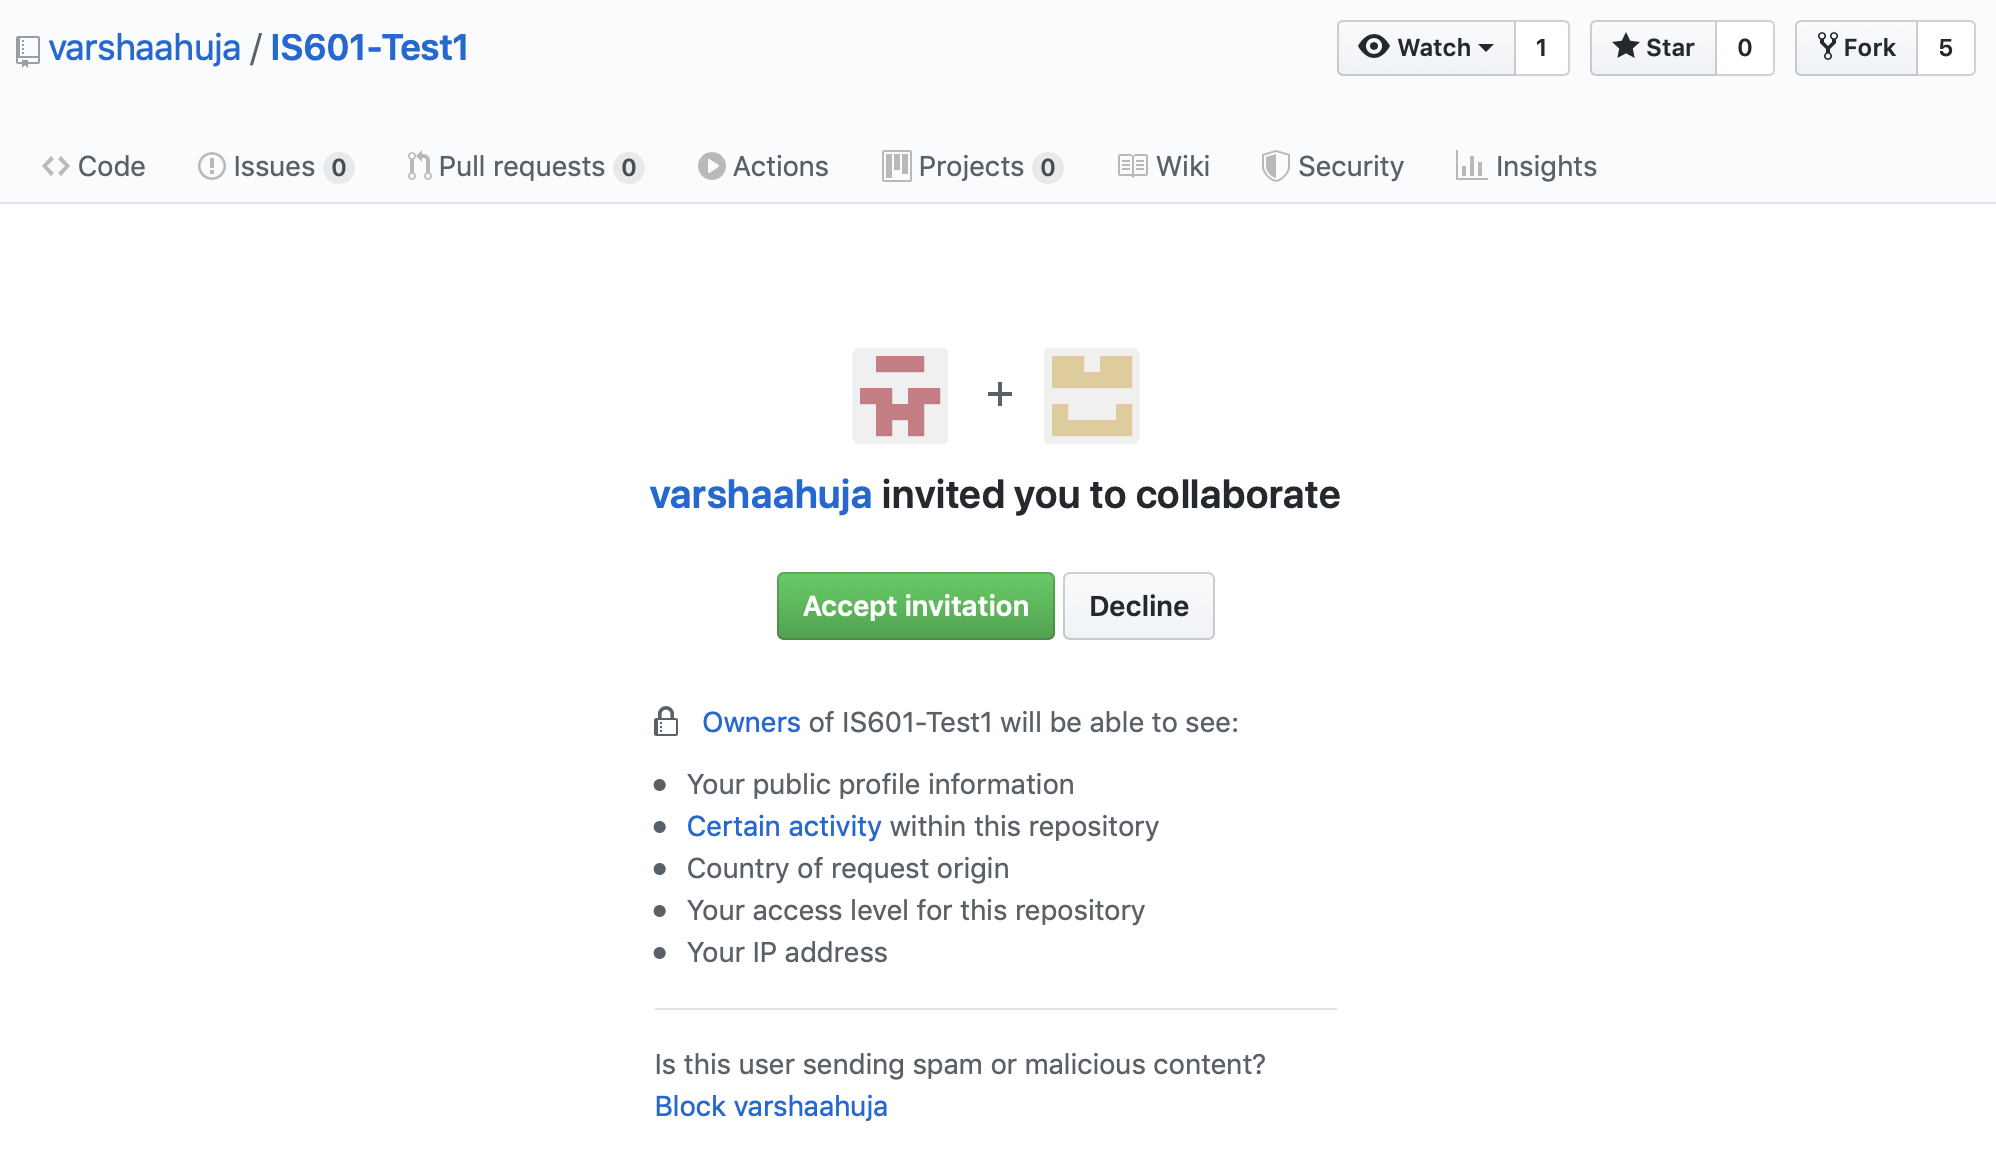 varshaahuja / IS601-Test1
Watch 1 Star 0 Fork 5
Code Issues 0 Pull requests 0 Actions Projects 0 Wiki Security Insights
+
varshaahuja invited you to collaborate
Accept invitation Decline
Owners of IS601-Test1 will be able to see:
Your public profile information
Certain activity within this repository
Country of request origin
Your access level for this repository
Your IP address
Is this user sending spam or malicious content?
Block varshaahuja